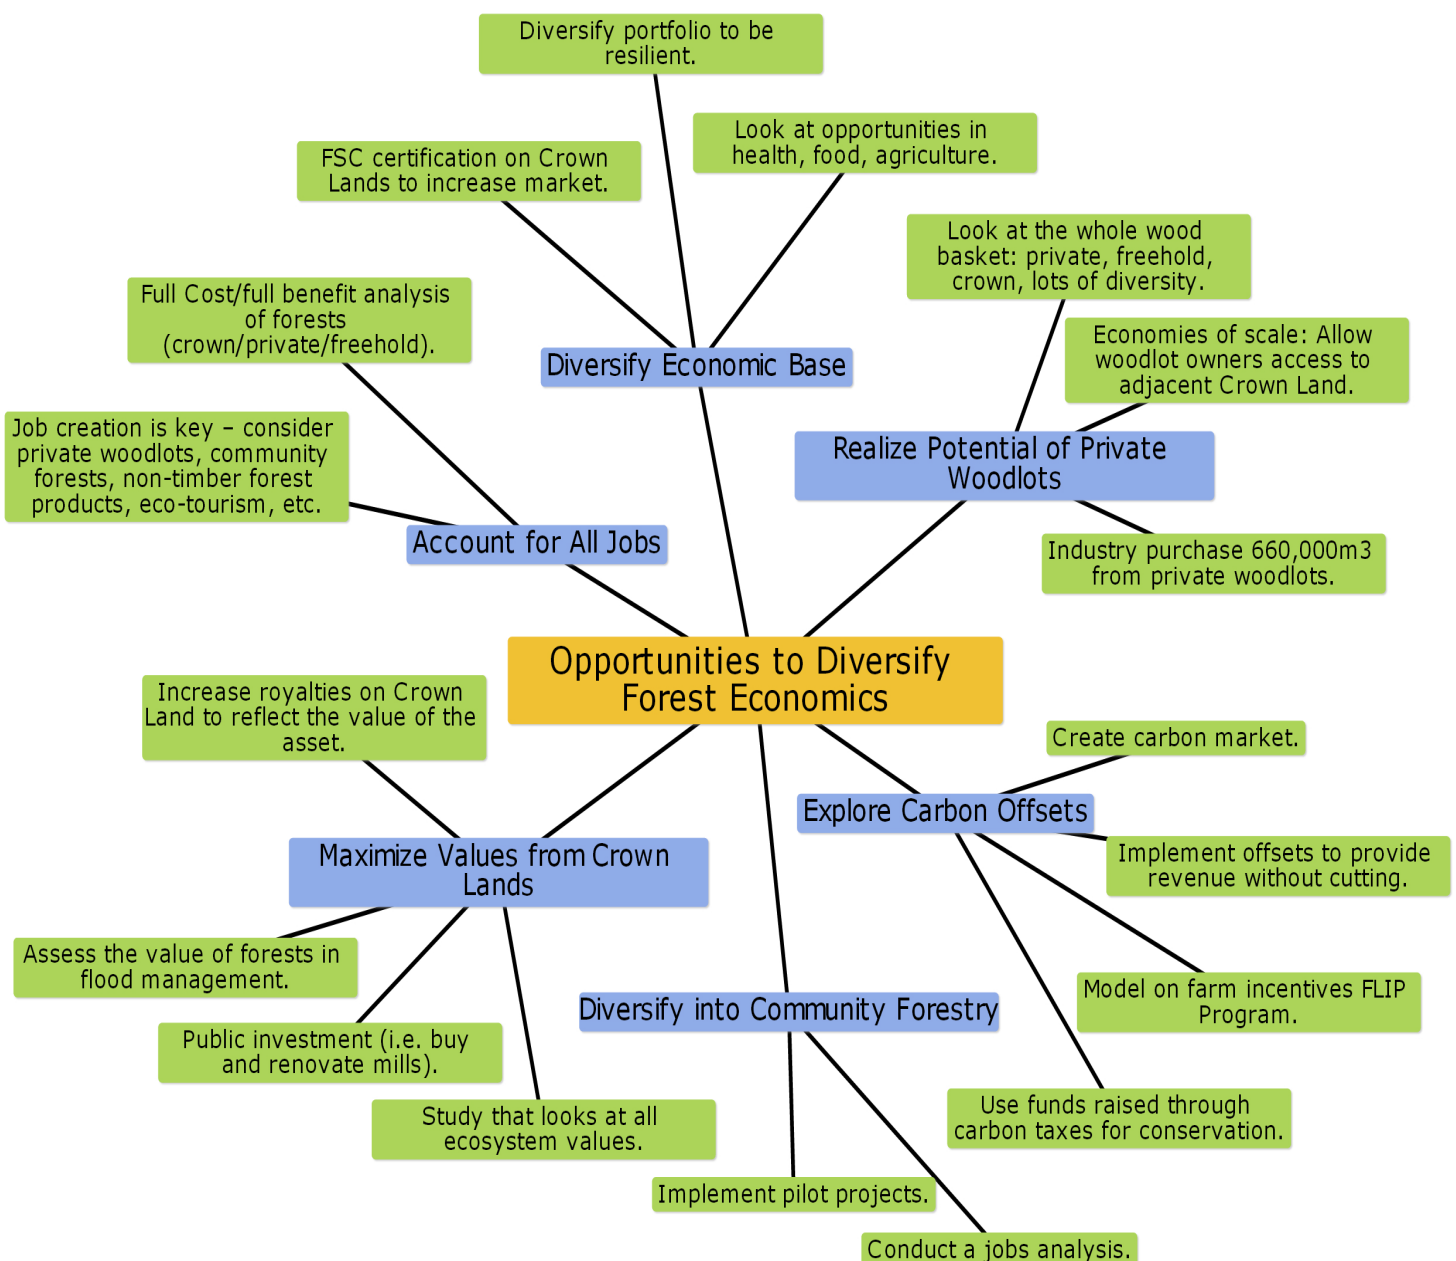 Diversify portfolio to be
resilient.
Look at opportunities in
health, food, agriculture.
FSC certification on Crown
Lands to increase market.
Look at the whole wood
basket: private, freehold,
crown, lots of diversity.
Full Cost/full benefit analysis
of forests
(crown/private/freehold).
Economies of scale: Allow
woodlot owners access to
adjacent Crown Land.
Diversify Economic Base
Job creation is key – consider
private woodlots, community
forests, non-timber forest
products, eco-tourism, etc.
Realize Potential of Private
Woodlots
Account for All Jobs
Industry purchase 660,000m3
from private woodlots.
Opportunities to Diversify
Forest Economics
Increase royalties on Crown
Land to reflect the value of the
asset.
Create carbon market.
Explore Carbon Offsets
Maximize Values from Crown
Lands
Implement offsets to provide
revenue without cutting.
Assess the value of forests in
flood management.
Model on farm incentives FLIP
Program.
Diversify into Community Forestry
Public investment (i.e. buy
and renovate mills).
Use funds raised through
carbon taxes for conservation.
Study that looks at all
ecosystem values.
Implement pilot projects.
Conduct a jobs analysis.